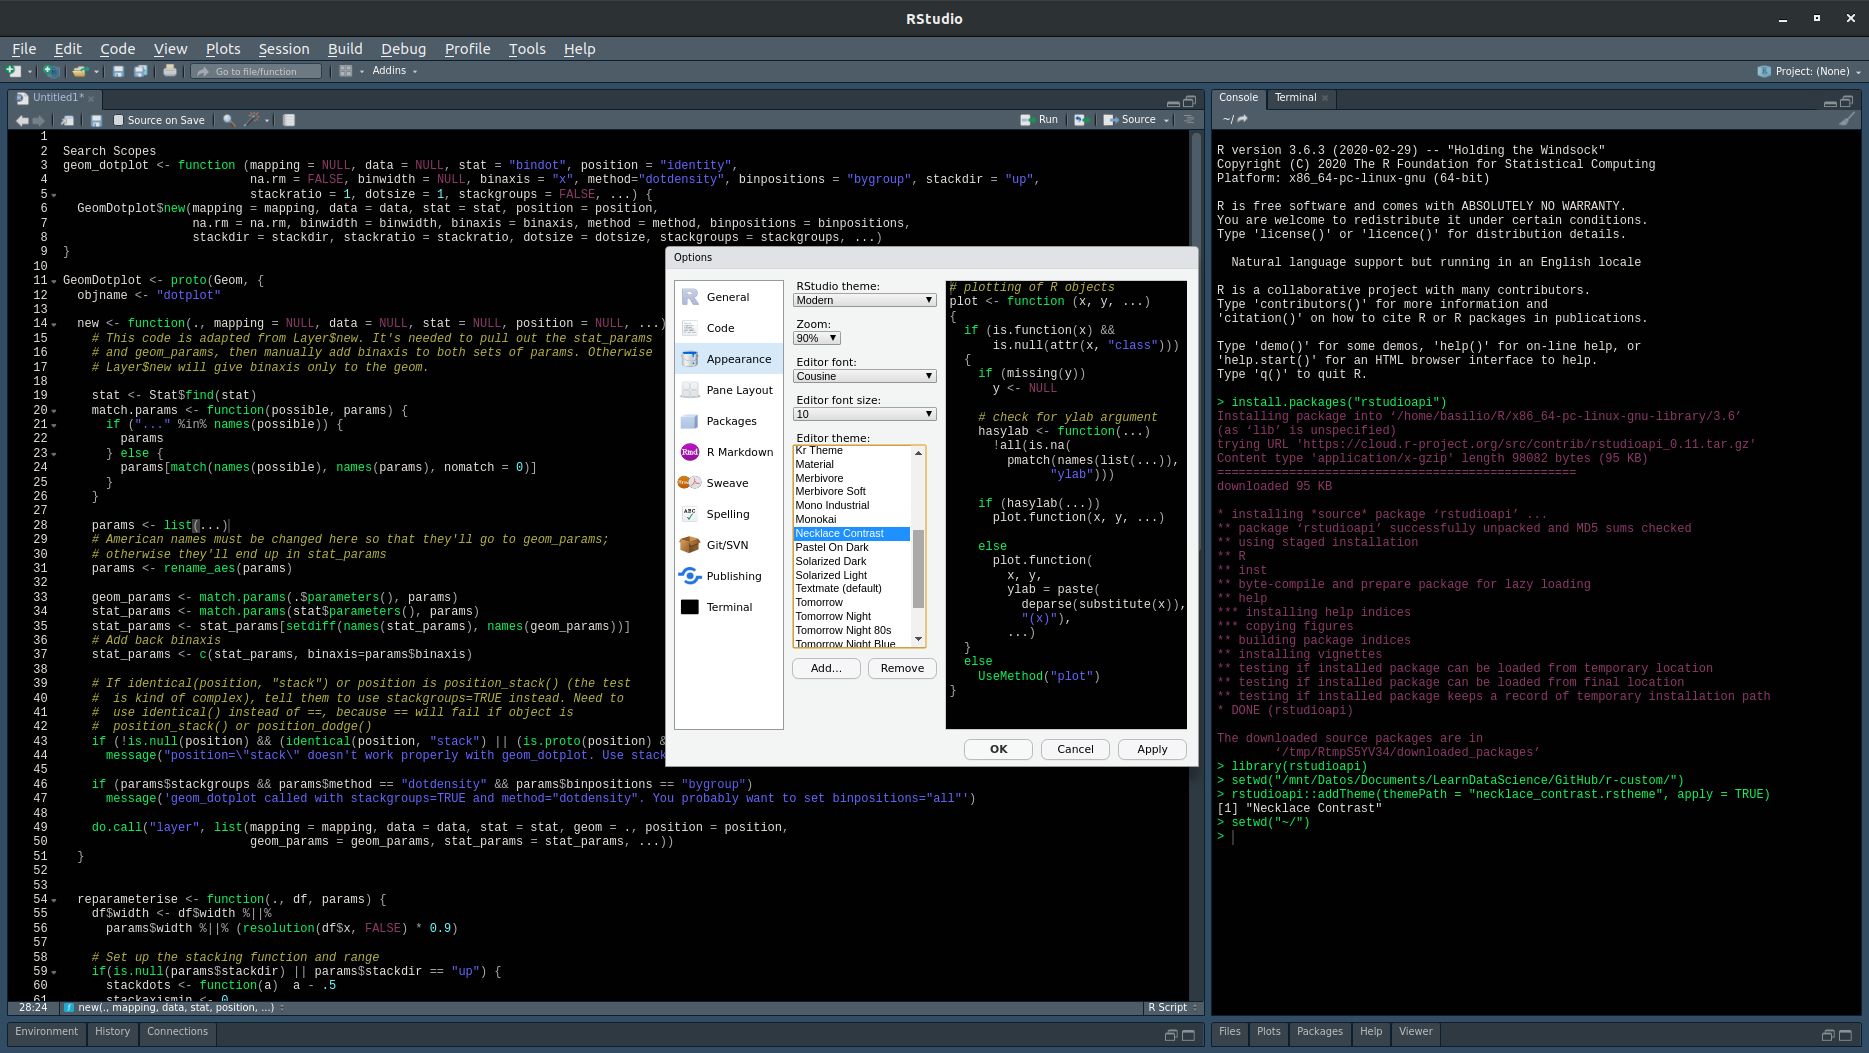 RStudio
File Edit Code View Plots Session Build Debug Profile Tools Help
Go to file/function Addins Project: (None)
Untitled1*
Source on Save Run Source
1
2 Search Scopes
3 geom_dotplot <- function (mapping = NULL, data = NULL, stat = "bindot", position = "identity",
4 na.rm = FALSE, binwidth = NULL, binaxis = "x", method="dotdensity", binpositions = "bygroup", stackdir = "up",
5 stackratio = 1, dotsize = 1, stackgroups = FALSE, ...) {
6 GeomDotplot$new(mapping = mapping, data = data, stat = stat, position = position,
7 na.rm = na.rm, binwidth = binwidth, binaxis = binaxis, method = method, binpositions = binpositions,
8 stackdir = stackdir, stackratio = stackratio, dotsize = dotsize, stackgroups = stackgroups, ...)
9 }
10
11 GeomDotplot <- proto(Geom, {
12 objname <- "dotplot"
13
14 new <- function(., mapping = NULL, data = NULL, stat = NULL, position = NULL, ...)
15 # This code is adapted from Layer$new. It's needed to pull out the stat_params
16 # and geom_params, then manually add binaxis to both sets of params. Otherwise
17 # Layer$new will give binaxis only to the geom.
18
19 stat <- Stat$find(stat)
20 match.params <- function(possible, params) {
21 if ("..." %in% names(possible)) {
22 params
23 } else {
24 params[match(names(possible), names(params), nomatch = 0)]
25 }
26 }
27
28 params <- list(...)
29 # American names must be changed here so that they'll go to geom_params;
30 # otherwise they'll end up in stat_params
31 params <- rename_aes(params)
32
33 geom_params <- match.params(.$parameters(), params)
34 stat_params <- match.params(stat$parameters(), params)
35 stat_params <- stat_params[setdiff(names(stat_params), names(geom_params))]
36 # Add back binaxis
37 stat_params <- c(stat_params, binaxis=params$binaxis)
38
39 # If identical(position, "stack") or position is position_stack() (the test
40 # is kind of complex), tell them to use stackgroups=TRUE instead. Need to
41 # use identical() instead of ==, because == will fail if object is
42 # position_stack() or position_dodge()
43 if (!is.null(position) && (identical(position, "stack") || (is.proto(position) &
44 message("position=\"stack\" doesn't work properly with geom_dotplot. Use stack
45
46 if (params$stackgroups && params$method == "dotdensity" && params$binpositions == "bygroup")
47 message('geom_dotplot called with stackgroups=TRUE and method="dotdensity". You probably want to set binpositions="all"')
48
49 do.call("layer", list(mapping = mapping, data = data, stat = stat, geom = ., position = position,
50 geom_params = geom_params, stat_params = stat_params, ...))
51 }
52
53
54 reparameterise <- function(., df, params) {
55 df$width <- df$width %||%
56 params$width %||% (resolution(df$x, FALSE) * 0.9)
57
58 # Set up the stacking function and range
59 if(is.null(params$stackdir) || params$stackdir == "up") {
60 stackdots <- function(a) a - .5
61 stackaxismin <- 0
28:24 new(., mapping, data, stat, position, ...) R Script
Environment History Connections
Options
General
Code
Appearance
Pane Layout
Packages
Rmd R Markdown
Sweave
ABC Spelling
Git/SVN
Publishing
Terminal
RStudio theme:
Modern
Zoom:
90%
Editor font:
Cousine
Editor font size:
10
Editor theme:
Kr Theme
Material
Merbivore
Merbivore Soft
Mono Industrial
Monokai
Necklace Contrast
Pastel On Dark
Solarized Dark
Solarized Light
Textmate (default)
Tomorrow
Tomorrow Night
Tomorrow Night 80s
Tomorrow Night Blue
Add... Remove
# plotting of R objects
plot <- function (x, y, ...)
{
if (is.function(x) &&
is.null(attr(x, "class")))
{
if (missing(y))
y <- NULL
# check for ylab argument
hasylab <- function(...)
!all(is.na(
pmatch(names(list(...)),
"ylab")))
if (hasylab(...))
plot.function(x, y, ...)
else
plot.function(
x, y,
ylab = paste(
deparse(substitute(x)),
"(x)"),
...)
}
else
UseMethod("plot")
}
OK Cancel Apply
Console Terminal
~/
R version 3.6.3 (2020-02-29) -- "Holding the Windsock"
Copyright (C) 2020 The R Foundation for Statistical Computing
Platform: x86_64-pc-linux-gnu (64-bit)
R is free software and comes with ABSOLUTELY NO WARRANTY.
You are welcome to redistribute it under certain conditions.
Type 'license()' or 'licence()' for distribution details.
Natural language support but running in an English locale
R is a collaborative project with many contributors.
Type 'contributors()' for more information and
'citation()' on how to cite R or R packages in publications.
Type 'demo()' for some demos, 'help()' for on-line help, or
'help.start()' for an HTML browser interface to help.
Type 'q()' to quit R.
> install.packages("rstudioapi")
Installing package into ‘/home/basilio/R/x86_64-pc-linux-gnu-library/3.6’
(as ‘lib’ is unspecified)
trying URL 'https://cloud.r-project.org/src/contrib/rstudioapi_0.11.tar.gz'
Content type 'application/x-gzip' length 98082 bytes (95 KB)
==================================================
downloaded 95 KB
* installing *source* package ‘rstudioapi’ ...
** package ‘rstudioapi’ successfully unpacked and MD5 sums checked
** using staged installation
** R
** inst
** byte-compile and prepare package for lazy loading
** help
*** installing help indices
*** copying figures
** building package indices
** installing vignettes
** testing if installed package can be loaded from temporary location
** testing if installed package can be loaded from final location
** testing if installed package keeps a record of temporary installation path
* DONE (rstudioapi)
The downloaded source packages are in
‘/tmp/RtmpS5YV34/downloaded_packages’
> library(rstudioapi)
> setwd("/mnt/Datos/Documents/LearnDataScience/GitHub/r-custom/")
> rstudioapi::addTheme(themePath = "necklace_contrast.rstheme", apply = TRUE)
[1] "Necklace Contrast"
> setwd("~/")
>
Files Plots Packages Help Viewer